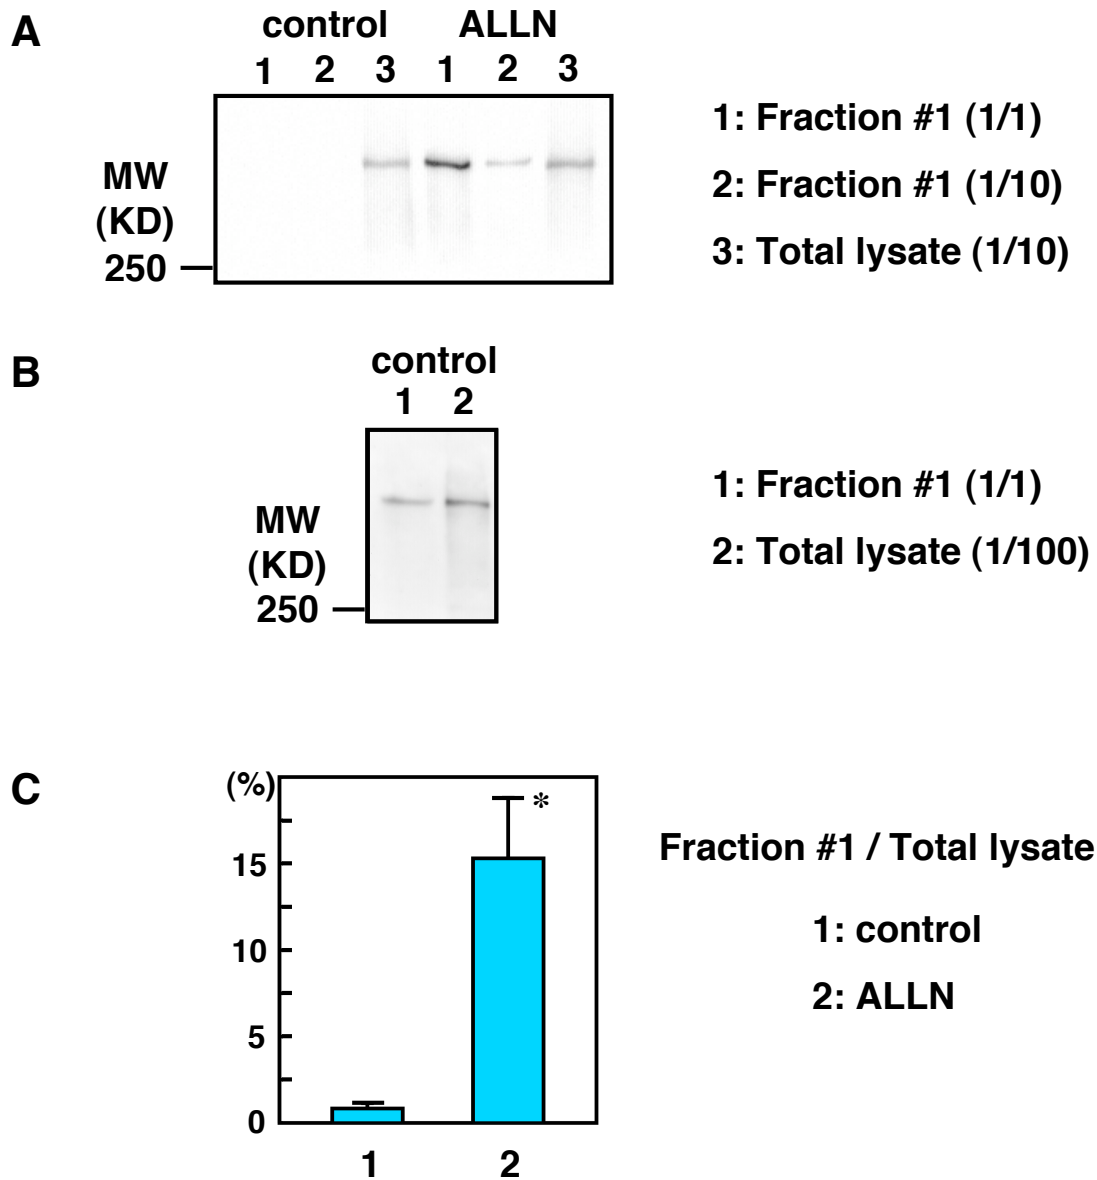 A
control ALLN
1 2 3 1 2 3
MW
(KD)
250
1: Fraction #1 (1/1)
2: Fraction #1 (1/10)
3: Total lysate (1/10)
B
control
1 2
MW
(KD)
250
1: Fraction #1 (1/1)
2: Total lysate (1/100)
C
(%)
15
10
5
0
*
1 2
Fraction #1 / Total lysate
1: control
2: ALLN